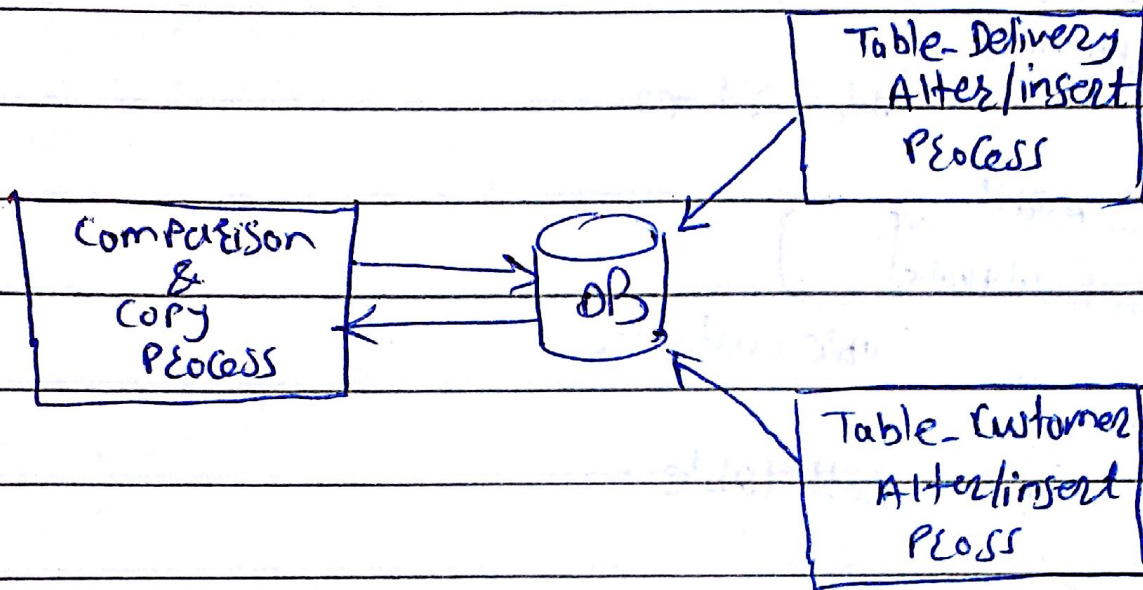 Table_Delivery
Alter/insert
Process
Comparison
&
Copy
Process
DB
Table_Customer
Alter/insert
Pross